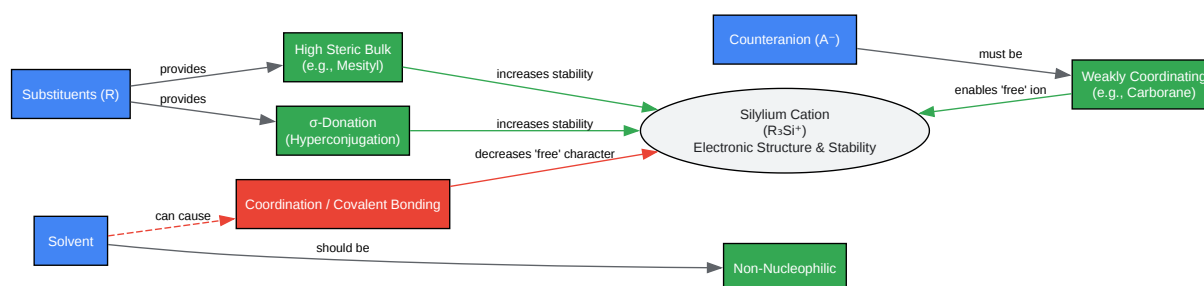 Counteranion (A⁻)
High Steric Bulk
(e.g., Mesityl)
must be
provides
increases stability
Weakly Coordinating
(e.g., Carborane)
Substituents (R)
enables 'free' ion
provides
σ-Donation
(Hyperconjugation)
increases stability
Silylium Cation
(R₃Si⁺)
Electronic Structure & Stability
decreases 'free' character
Coordination / Covalent Bonding
can cause
Solvent
should be
Non-Nucleophilic